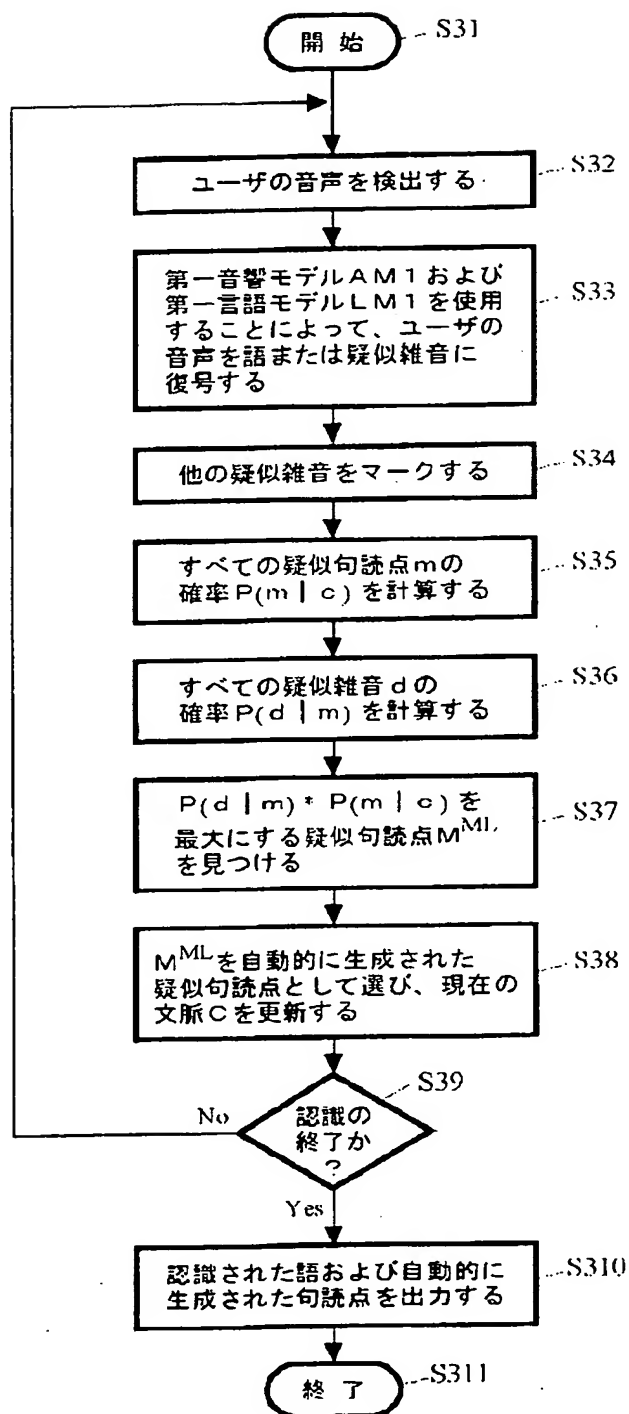 開始
S31
ユーザの音声を検出する
S32
第一音響モデルAM1および
第一言語モデルLM1を使用
することによって、ユーザの
音声を語または疑似雑音に
復号する
S33
他の疑似雑音をマークする
S34
すべての疑似句読点mの
確率P(m|c)を計算する
S35
すべての疑似雑音dの
確率P(d|m)を計算する
S36
P(d|m)*P(m|c)を
最大にする疑似句読点M^ML
を見つける
S37
M^MLを自動的に生成された
疑似句読点として選び、現在の
文脈Cを更新する
S38
S39
No
認識の
終了か
?
Yes
認識された語および自動的に
生成された句読点を出力する
S310
終了
S311